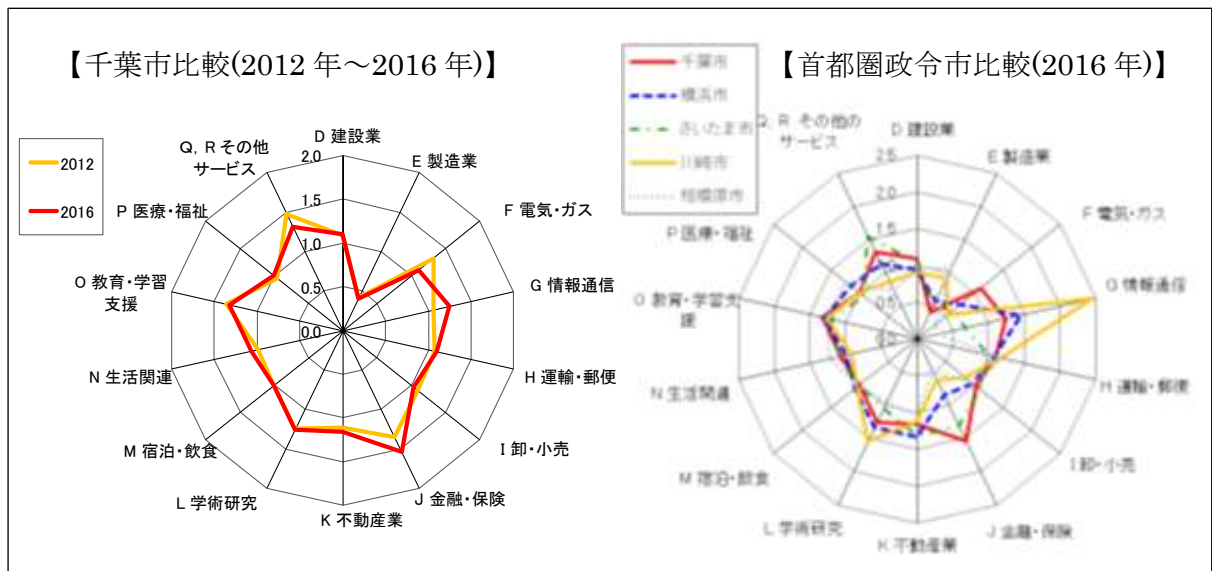 【千葉市比較(2012 年～2016 年)】
2012
2016
D 建設業
E 製造業
F 電気・ガス
G 情報通信
H 運輸・郵便
I 卸・小売
J 金融・保険
K 不動産業
L 学術研究
M 宿泊・飲食
N 生活関連
O 教育・学習
支援
P 医療・福祉
Q, R その他
サービス
2.0
1.5
1.0
0.5
0.0
【首都圏政令市比較(2016 年)】
千葉市
横浜市
さいたま市
川崎市
相模原市
D 建設業
E 製造業
F 電気・ガス
G 情報通信
H 運輸・郵便
I 卸・小売
J 金融・保険
K 不動産業
L 学術研究
M 宿泊・飲食
N 生活関連
O 教育・学習支
援
P 医療・福祉
Q, R その他の
サービス
2.5
2.0
1.5
0.5
0.0